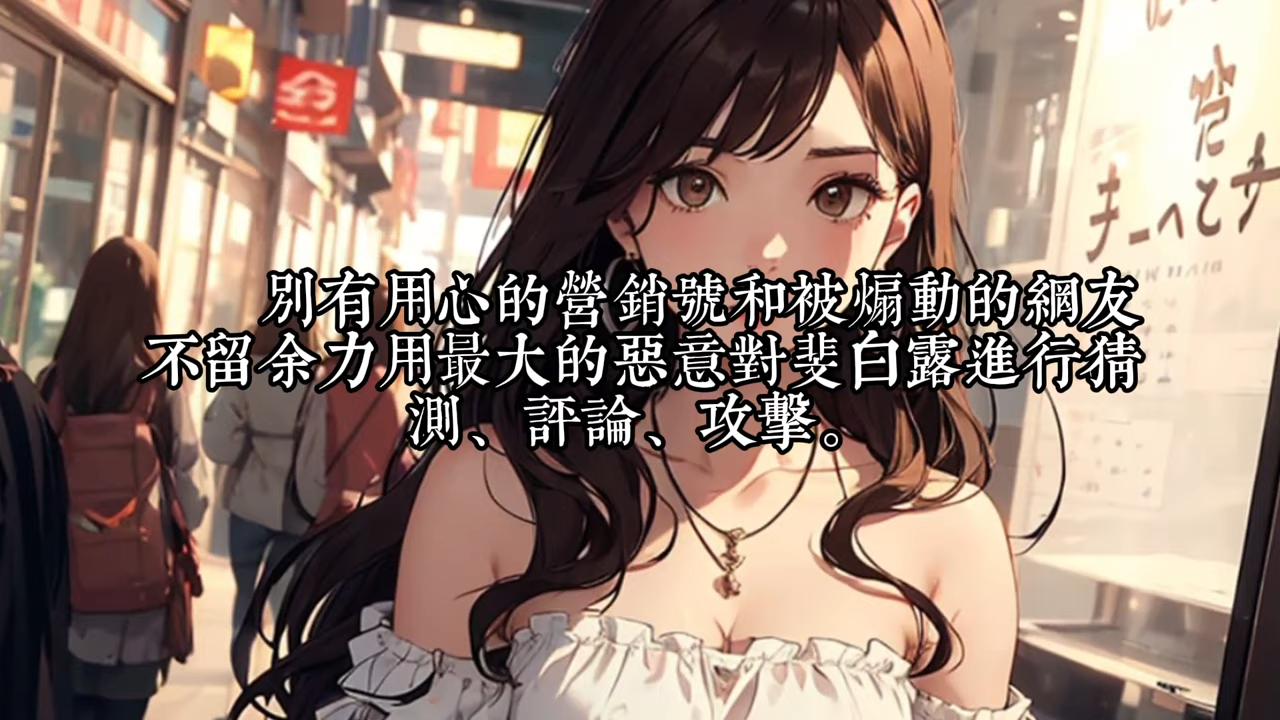 別有用心的營銷號和被煽動的網友
不留余力用最大的惡意對斐白露進行猜
測、評論、攻擊。